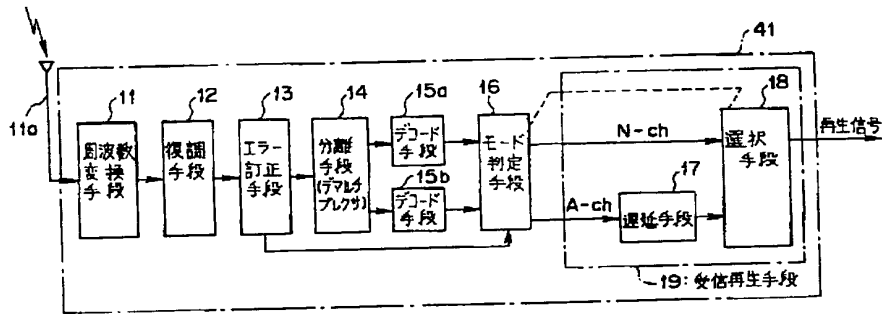 41
11a
11
周波数
変換
手段
12
復調
手段
13
エラー
訂正
手段
14
分離
手段
(デマルチ
プレクサ)
15a
デコード
手段
15b
デコード
手段
16
モード
判定
手段
N-ch
A-ch
17
遅延手段
18
選択
手段
19:受信再生手段
再生信号